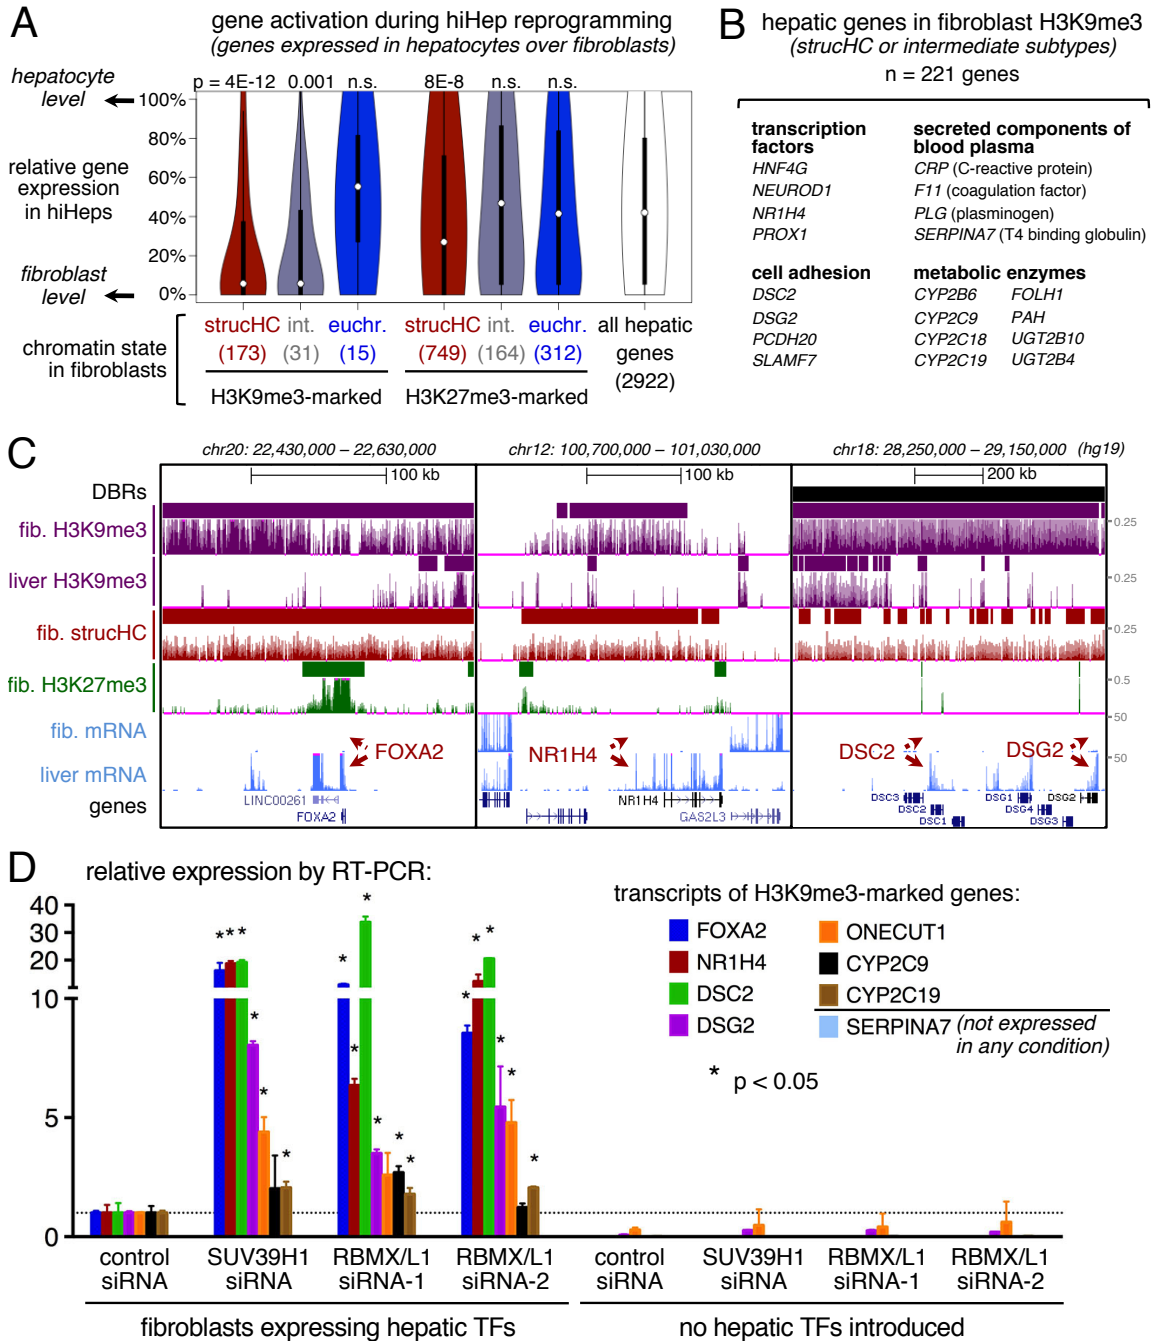 A
gene activation during hiHep reprogramming
(genes expressed in hepatocytes over fibroblasts)
hepatocyte
level
relative gene
expression
in hiHeps
fibroblast
level
p = 4E-12 0.001 n.s. 8E-8 n.s. n.s.
100%
80%
60%
40%
20%
0%
chromatin state
in fibroblasts
strucHC int. euchr. strucHC int. euchr. all hepatic
(173) (31) (15) (749) (164) (312) genes
(2922)
H3K9me3-marked H3K27me3-marked
B
hepatic genes in fibroblast H3K9me3
(strucHC or intermediate subtypes)
n = 221 genes
transcription
factors
HNF4G
NEUROD1
NR1H4
PROX1
secreted components of
blood plasma
CRP (C-reactive protein)
F11 (coagulation factor)
PLG (plasminogen)
SERPINA7 (T4 binding globulin)
cell adhesion
DSC2
DSG2
PCDH20
SLAMF7
metabolic enzymes
CYP2B6 FOLH1
CYP2C9 PAH
CYP2C18 UGT2B10
CYP2C19 UGT2B4
C
chr20: 22,430,000 – 22,630,000 chr12: 100,700,000 – 101,030,000 chr18: 28,250,000 – 29,150,000 (hg19)
100 kb 100 kb 200 kb
DBRs
fib. H3K9me3 0.25
liver H3K9me3 0.25
fib. strucHC 0.25
fib. H3K27me3 0.5
fib. mRNA 50
FOXA2 NR1H4 DSC2 DSG2
liver mRNA 50
genes
LINC00261
FOXA2
NR1H4
GAS2L3
DSC3 DSG1 DSG2
DSC2 DSG4
DSC1 DSG3
D
relative expression by RT-PCR:
40
30
20
10
5
0
* * * * * *
* * * * * *
* * * * * *
transcripts of H3K9me3-marked genes:
FOXA2 ONECUT1
NR1H4 CYP2C9
DSC2 CYP2C19
DSG2 SERPINA7 (not expressed
in any condition)
* p < 0.05
control SUV39H1 RBMX/L1 RBMX/L1 control SUV39H1 RBMX/L1 RBMX/L1
siRNA siRNA siRNA-1 siRNA-2 siRNA siRNA siRNA-1 siRNA-2
fibroblasts expressing hepatic TFs no hepatic TFs introduced